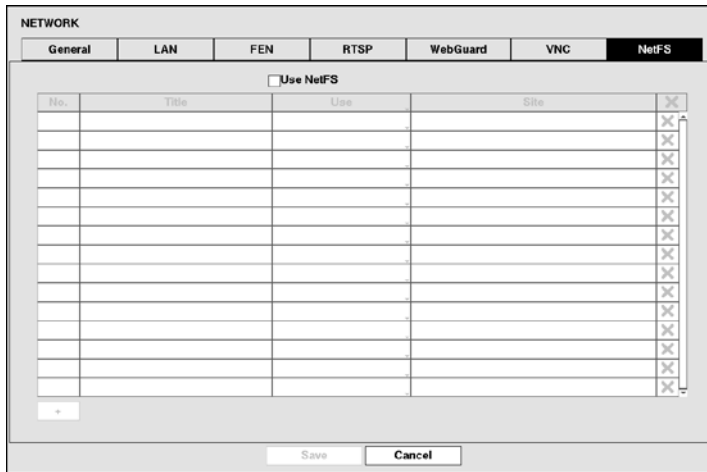 NETWORK
General LAN FEN RTSP WebGuard VNC NetFS
Use NetFS
No. Title Use Site
+
Save Cancel